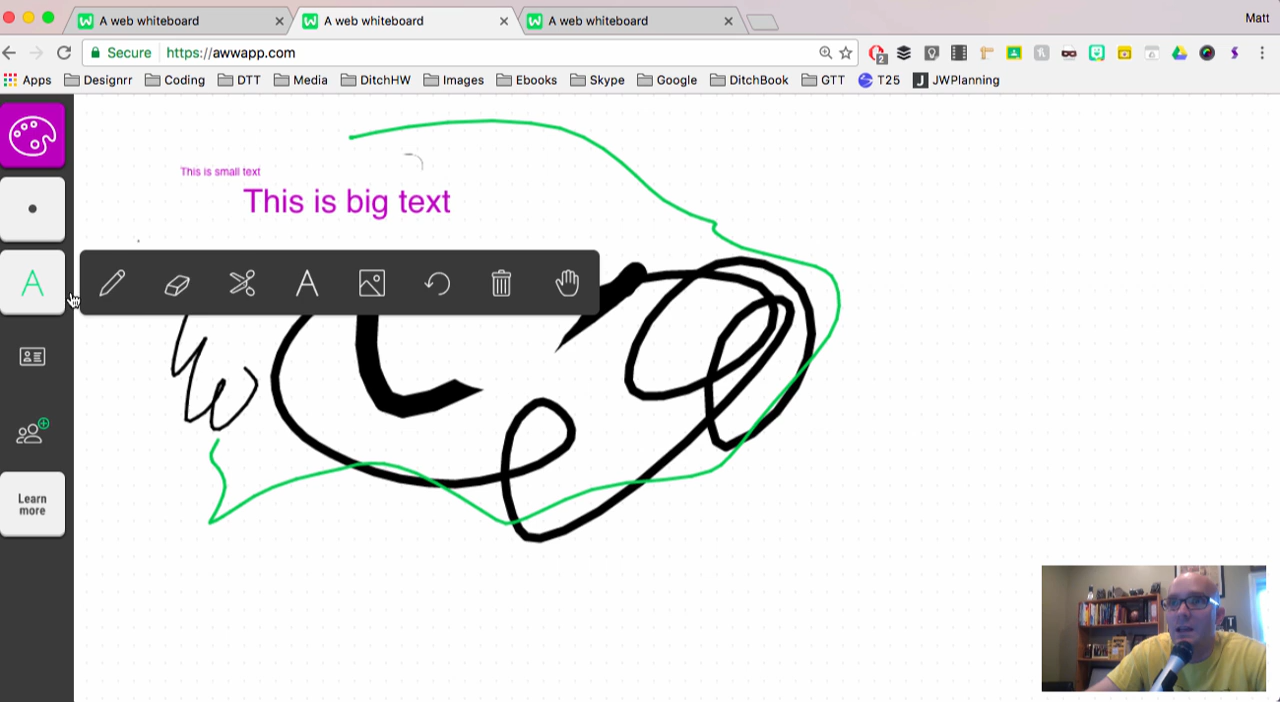 A web whiteboard
A web whiteboard
A web whiteboard
Matt
Secure
https://awwapp.com
2
Apps
Designrr
Coding
DTT
Media
DitchHW
Images
Ebooks
Skype
Google
DitchBook
GTT
T25
JWPlanning
This is small text
This is big text
A
A
Learn
more